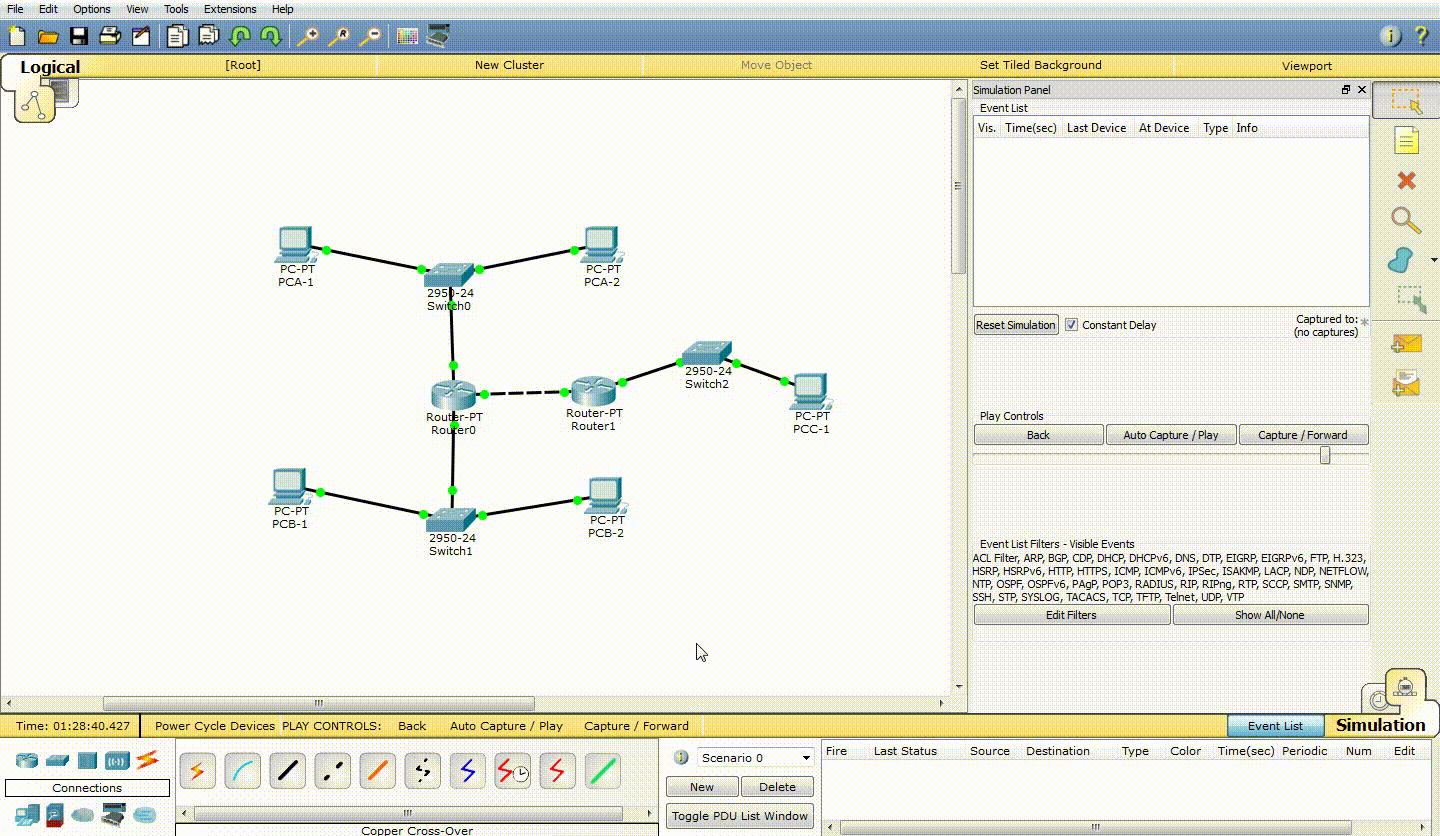 File Edit Options View Tools Extensions Help
Logical [Root] New Cluster Move Object Set Tiled Background Viewport
Simulation Panel
Event List
Vis. Time(sec) Last Device At Device Type Info
PC-PT
PCA-1
PC-PT
PCA-2
2950-24
Switch0
Reset Simulation Constant Delay Captured to:
(no captures) *
2950-24
Switch2
Router-PT
Router0
Router-PT
Router1
PC-PT
PCC-1
Play Controls
Back Auto Capture / Play Capture / Forward
PC-PT
PCB-1
PC-PT
PCB-2
2950-24
Switch1
Event List Filters - Visible Events
ACL Filter, ARP, BGP, CDP, DHCP, DHCPv6, DNS, DTP, EIGRP, EIGRPv6, FTP, H.323,
HSRP, HSRPv6, HTTP, HTTPS, ICMP, ICMPv6, IPSec, ISAKMP, LACP, NDP, NETFLOW,
NTP, OSPF, OSPFv6, PAgP, POP3, RADIUS, RIP, RIPng, RTP, SCCP, SMTP, SNMP,
SSH, STP, SYSLOG, TACACS, TCP, TFTP, Telnet, UDP, VTP
Edit Filters Show All/None
Time: 01:28:40.427 Power Cycle Devices PLAY CONTROLS: Back Auto Capture / Play Capture / Forward Event List Simulation
Scenario 0
Fire Last Status Source Destination Type Color Time(sec) Periodic Num Edit
Connections
New Delete
Toggle PDU List Window
Copper Cross-Over